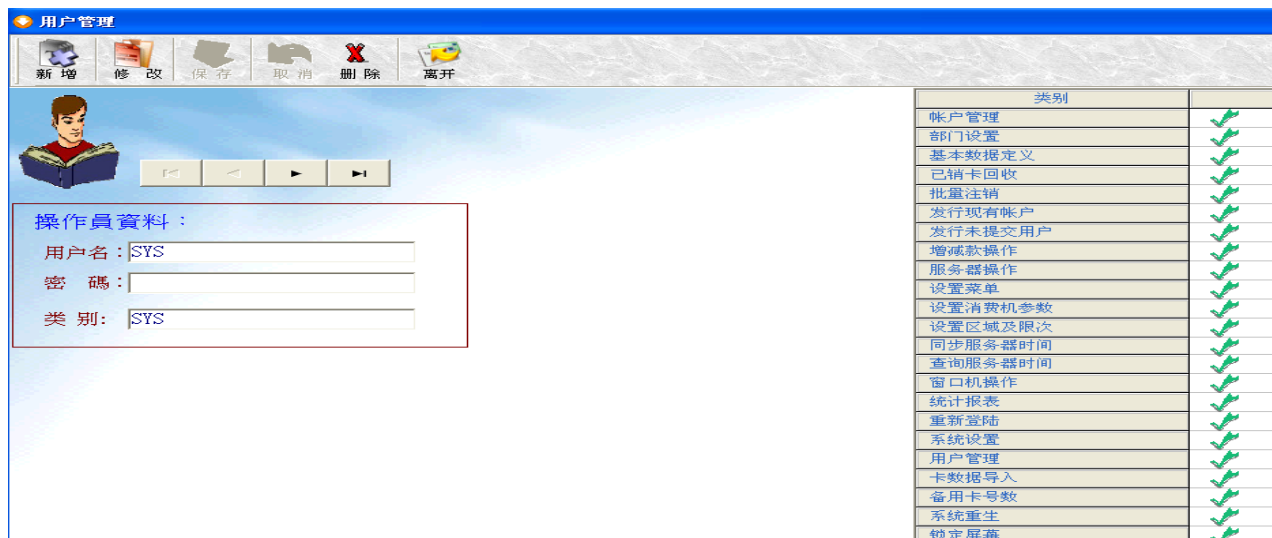 用户管理
新增 修改 保存 取消 删除 离开
操作員資料：
用户名：SYS
密 碼：
类 别: SYS
类别
帐户管理
部门设置
基本数据定义
已销卡回收
批量注销
发行现有帐户
发行未提交用户
增减款操作
服务器操作
设置菜单
设置消费机参数
设置区域及限次
同步服务器时间
查询服务器时间
窗口机操作
统计报表
重新登陆
系统设置
用户管理
卡数据导入
备用卡号数
系统重生
锁定屏幕